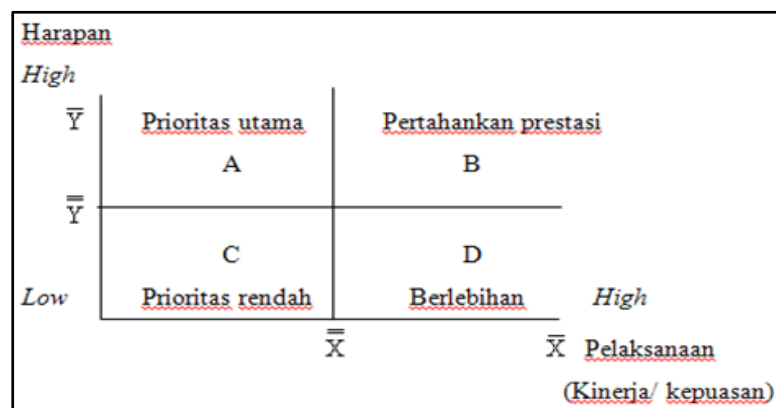 Harapan
High
Y̅ Prioritas utama Pertahankan prestasi
A B
Y̿
C D
Low Prioritas rendah Berlebihan High
X̿ X̅ Pelaksanaan
(Kinerja/ kepuasan)